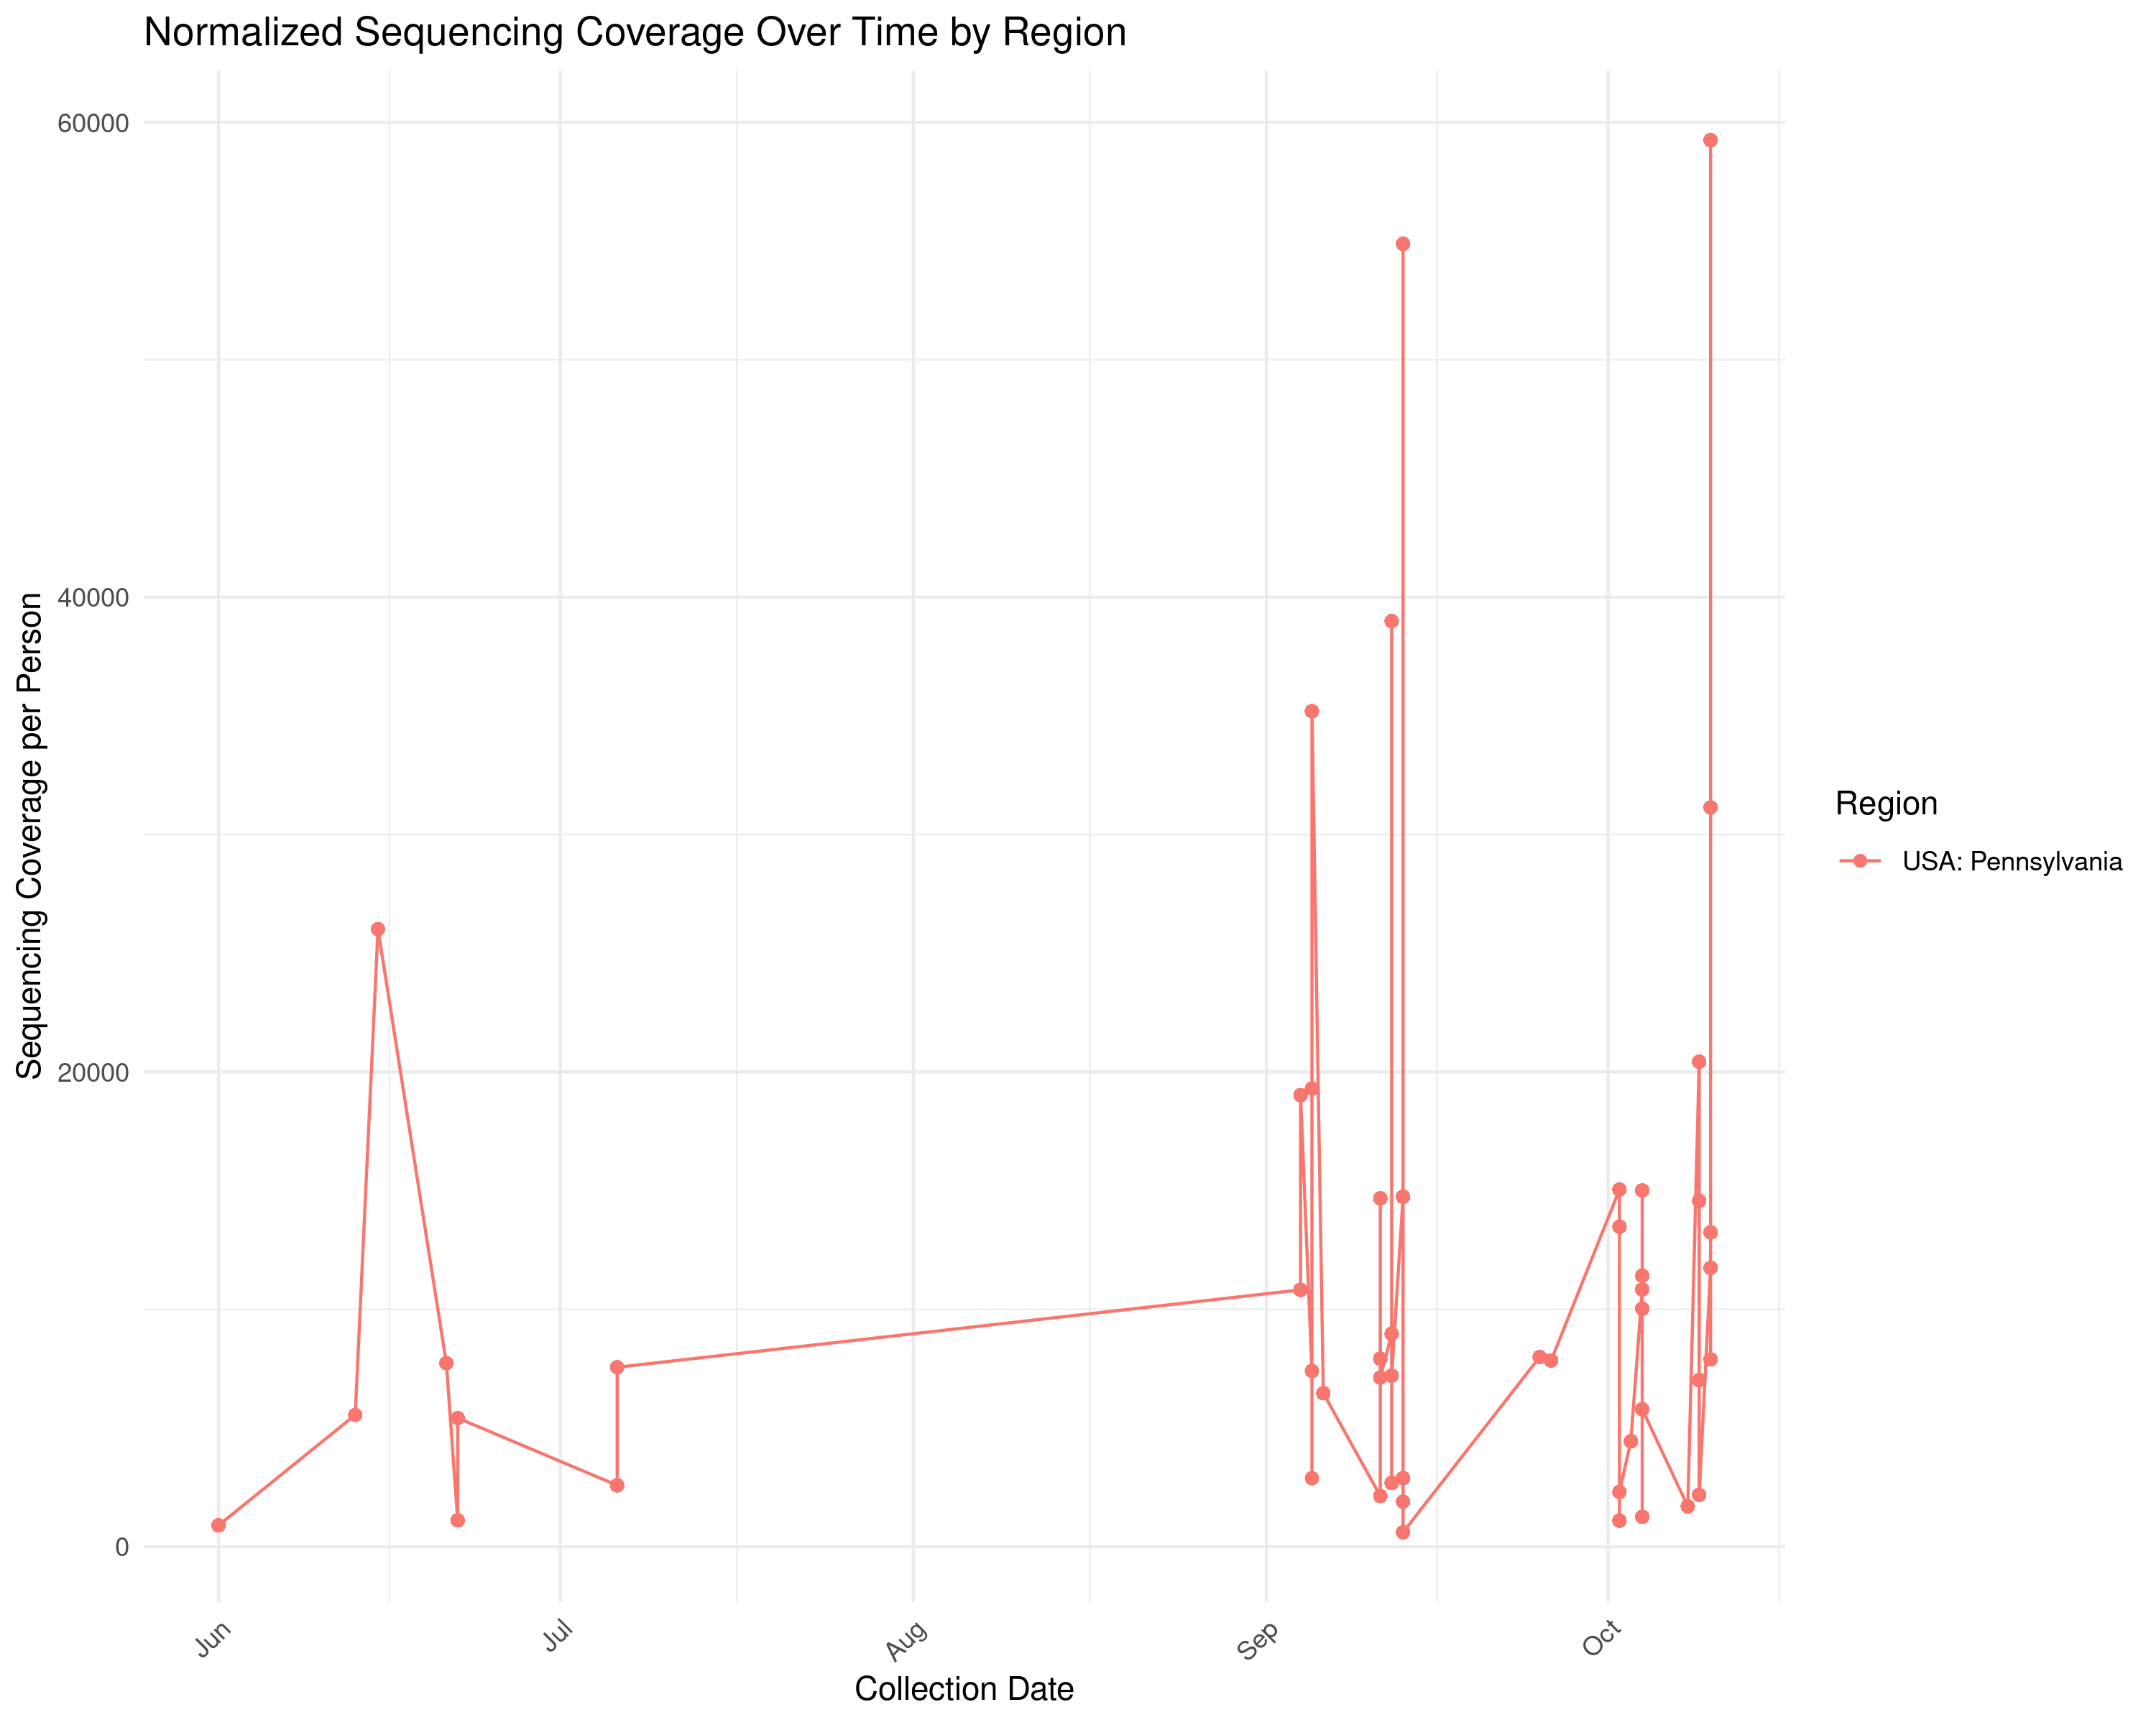 Normalized Sequencing Coverage Over Time by Region
Sequencing Coverage per Person
60000
40000
20000
0
Jun
Jul
Aug
Sep
Oct
Collection Date
Region
USA: Pennsylvania